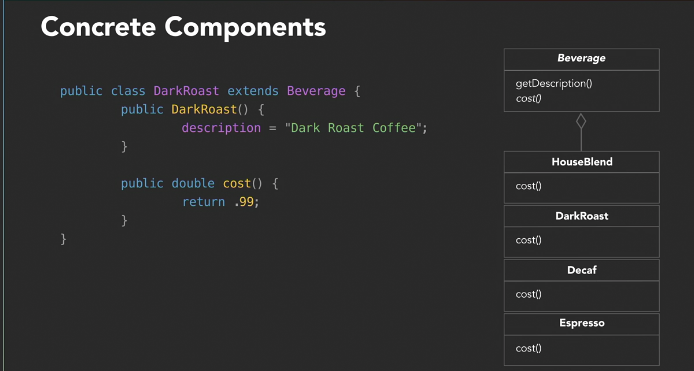 Concrete Components
public class DarkRoast extends Beverage {
public DarkRoast() {
description = "Dark Roast Coffee";
}
public double cost() {
return .99;
}
}
Beverage
getDescription()
cost()
HouseBlend
cost()
DarkRoast
cost()
Decaf
cost()
Espresso
cost()